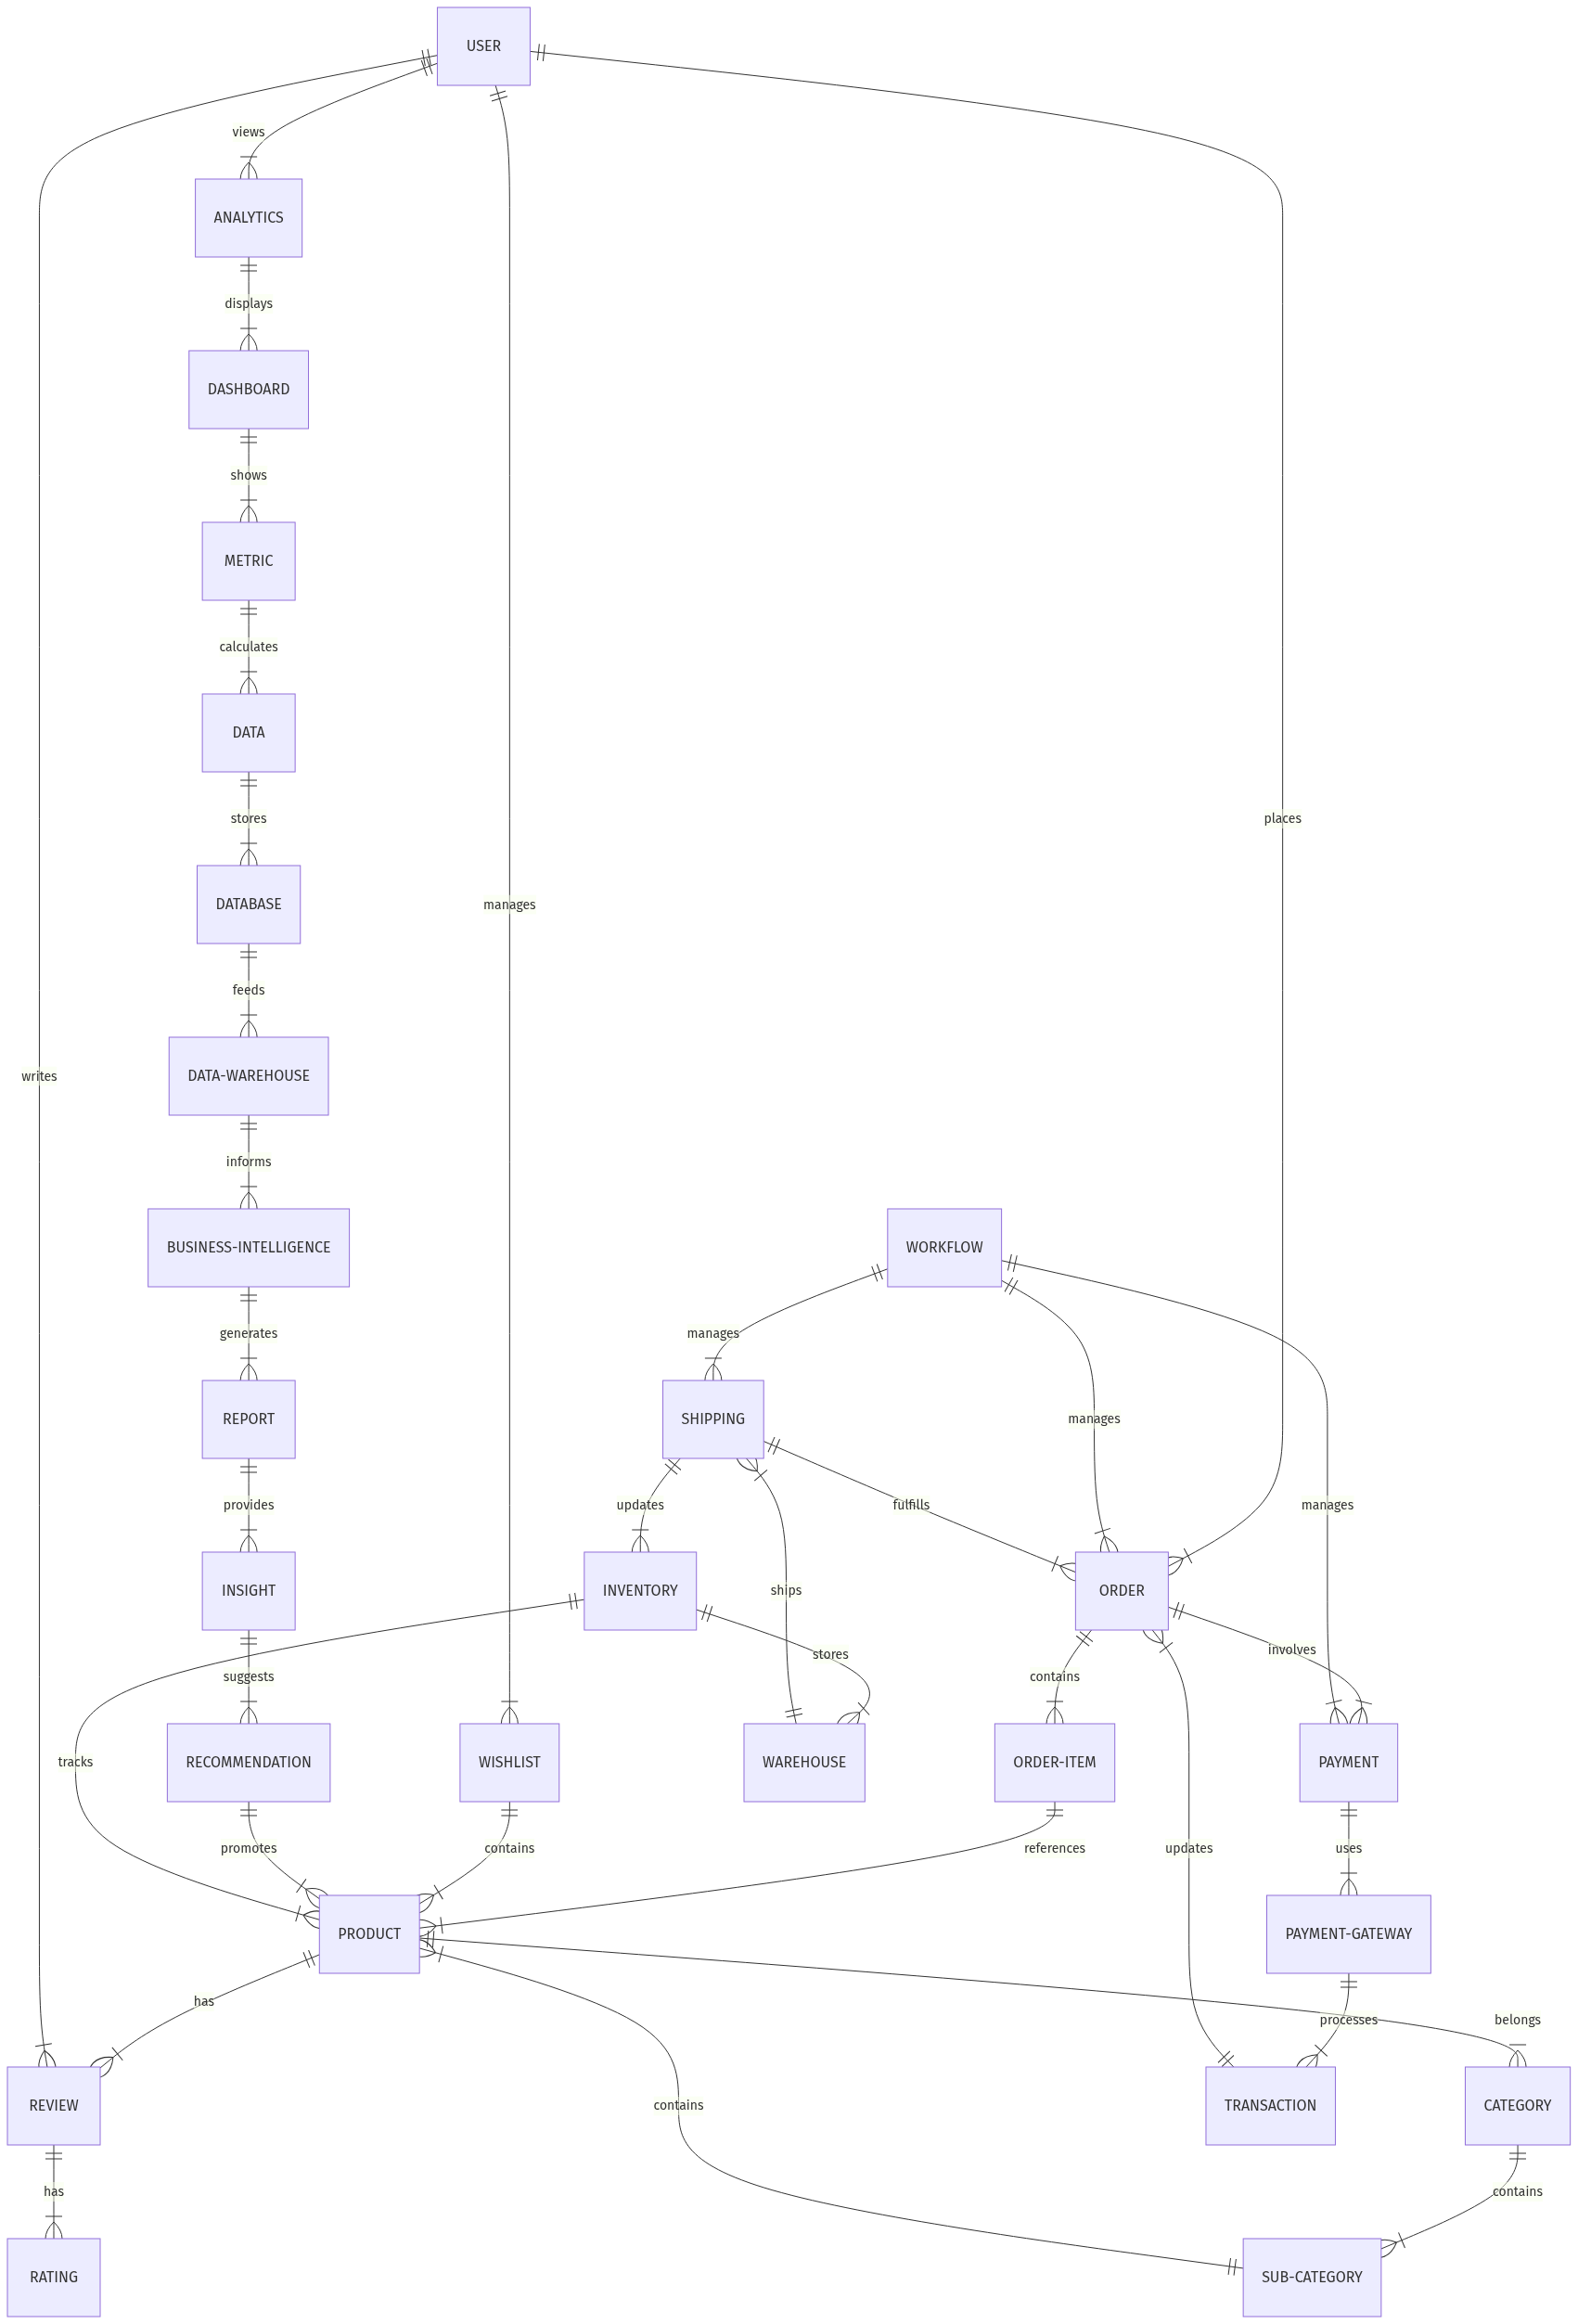 USER
views
ANALYTICS
displays
DASHBOARD
shows
METRIC
calculates
DATA
stores
places
DATABASE
manages
feeds
writes
DATA-WAREHOUSE
informs
BUSINESS-INTELLIGENCE
WORKFLOW
generates
manages
REPORT
SHIPPING
manages
provides
updates
fulfills
manages
INSIGHT
INVENTORY
ships
ORDER
suggests
stores
contains
involves
tracks
RECOMMENDATION
WISHLIST
WAREHOUSE
ORDER-ITEM
PAYMENT
promotes
contains
references
updates
uses
PRODUCT
PAYMENT-GATEWAY
has
processes
belongs
REVIEW
contains
TRANSACTION
CATEGORY
has
contains
RATING
SUB-CATEGORY